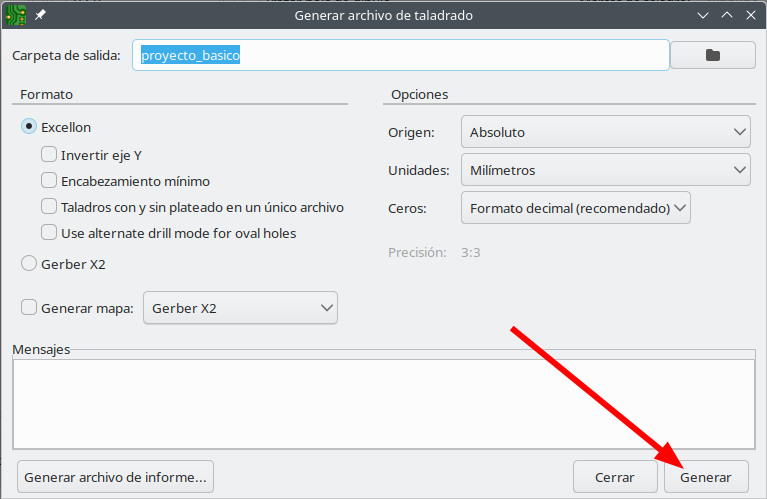 Generar archivo de taladrado
Carpeta de salida: proyecto_basico
Formato
Excellon
Invertir eje Y
Encabezamiento mínimo
Taladros con y sin plateado en un único archivo
Use alternate drill mode for oval holes
Gerber X2
Generar mapa: Gerber X2
Opciones
Origen: Absoluto
Unidades: Milímetros
Ceros: Formato decimal (recomendado)
Precisión: 3:3
Mensajes
Generar archivo de informe... Cerrar Generar